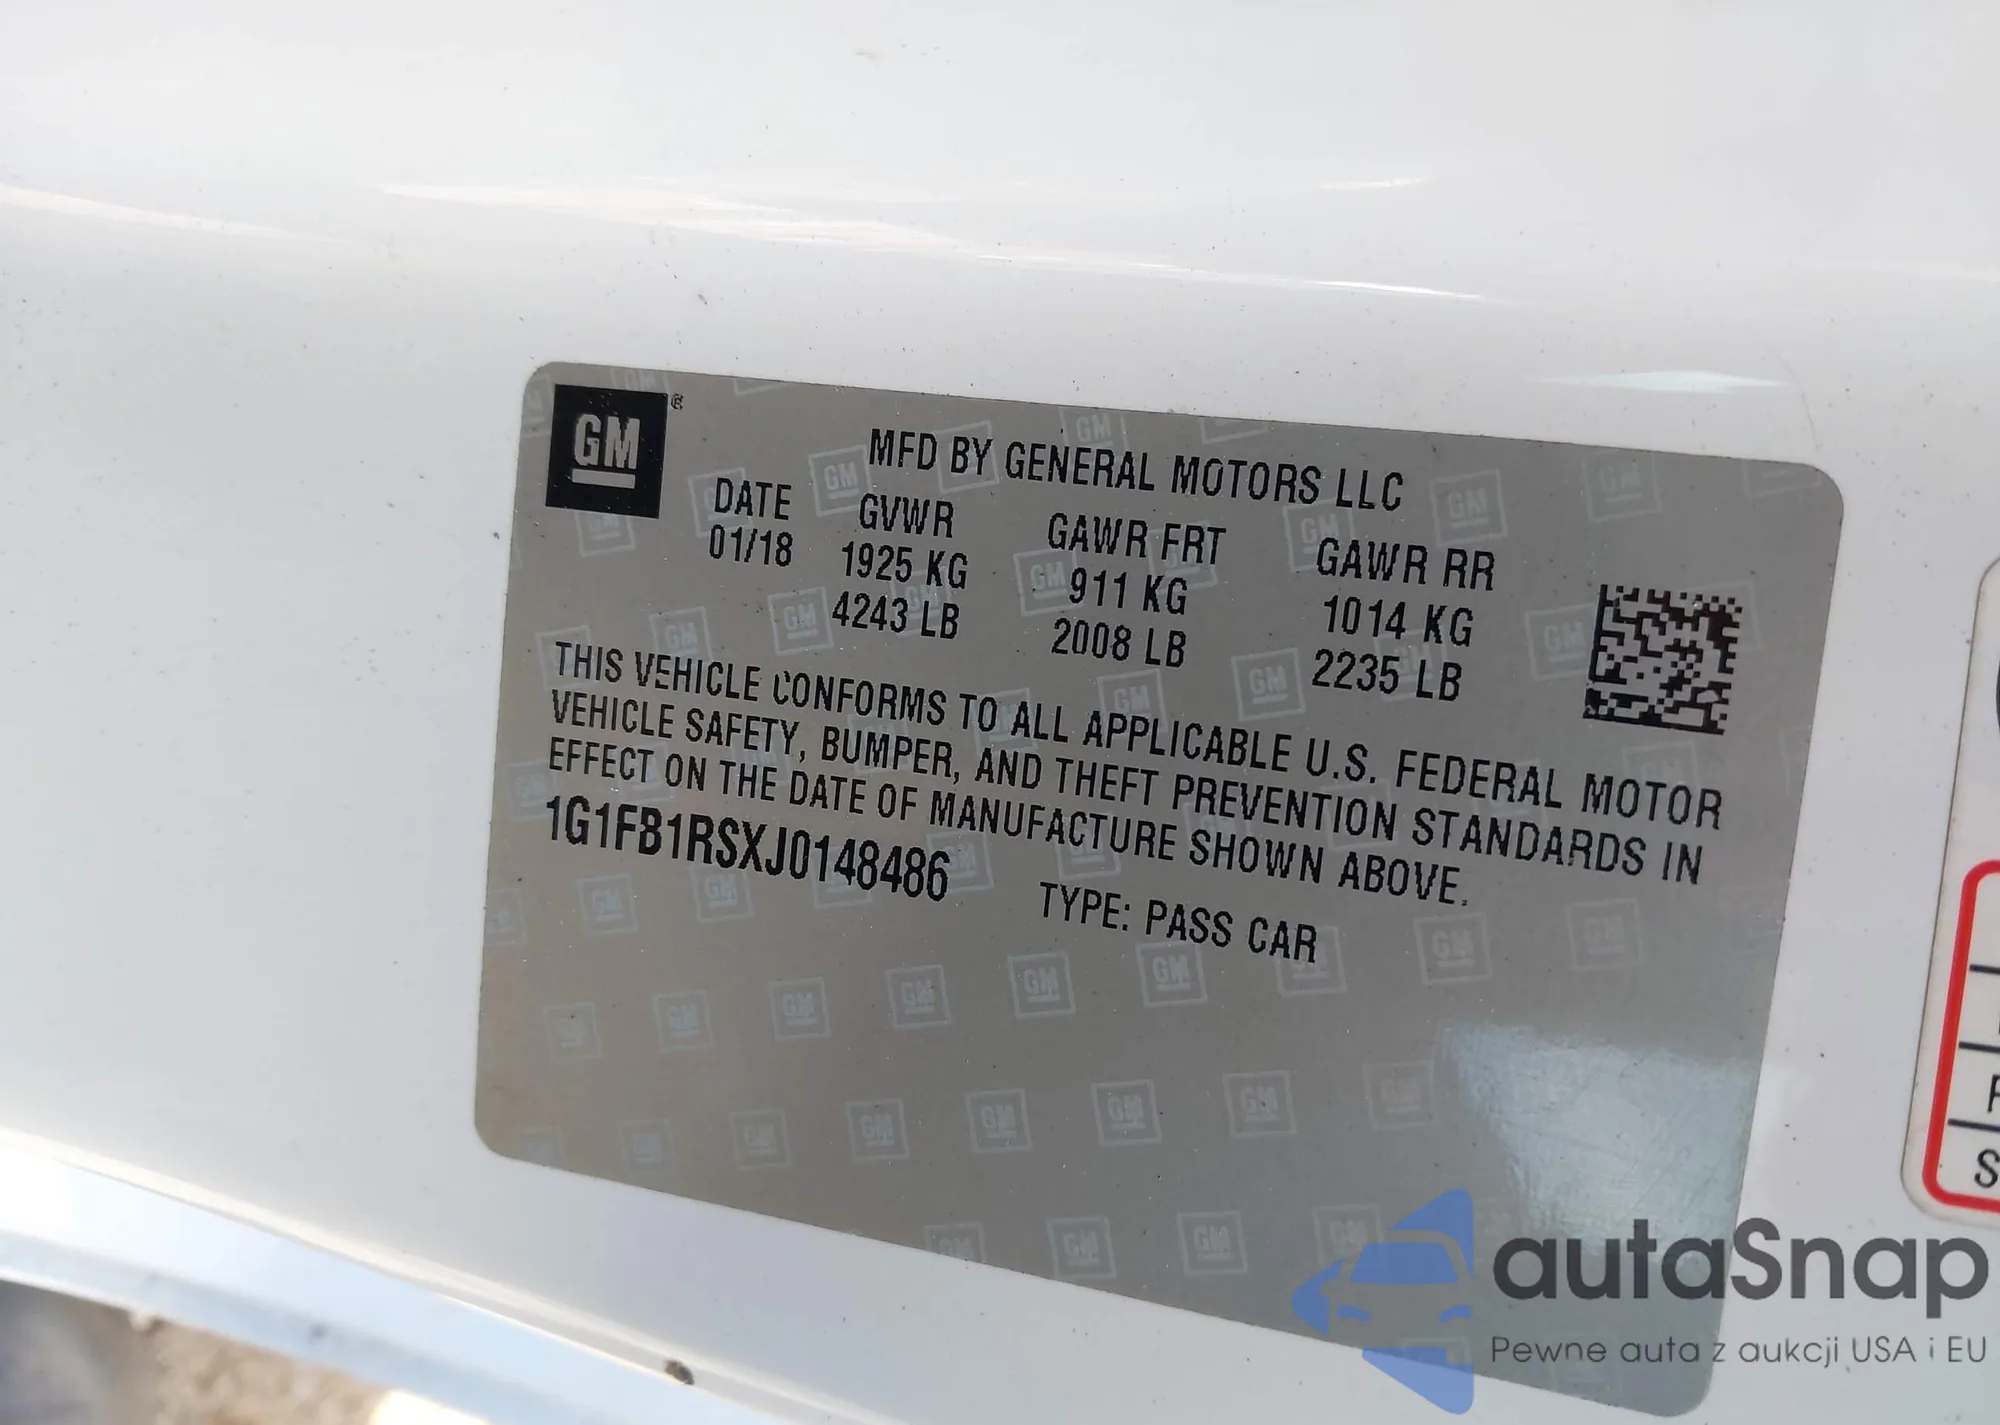 GM
MFD BY GENERAL MOTORS LLC
DATE GVWR GAWR FRT GAWR RR
01/18 1925 KG 911 KG 1014 KG
4243 LB 2008 LB 2235 LB
THIS VEHICLE CONFORMS TO ALL APPLICABLE U.S. FEDERAL MOTOR
VEHICLE SAFETY, BUMPER, AND THEFT PREVENTION STANDARDS IN
EFFECT ON THE DATE OF MANUFACTURE SHOWN ABOVE.
1G1FB1RSXJ0148486 TYPE: PASS CAR
autaSnap
Pewne auta z aukcji USA i EU